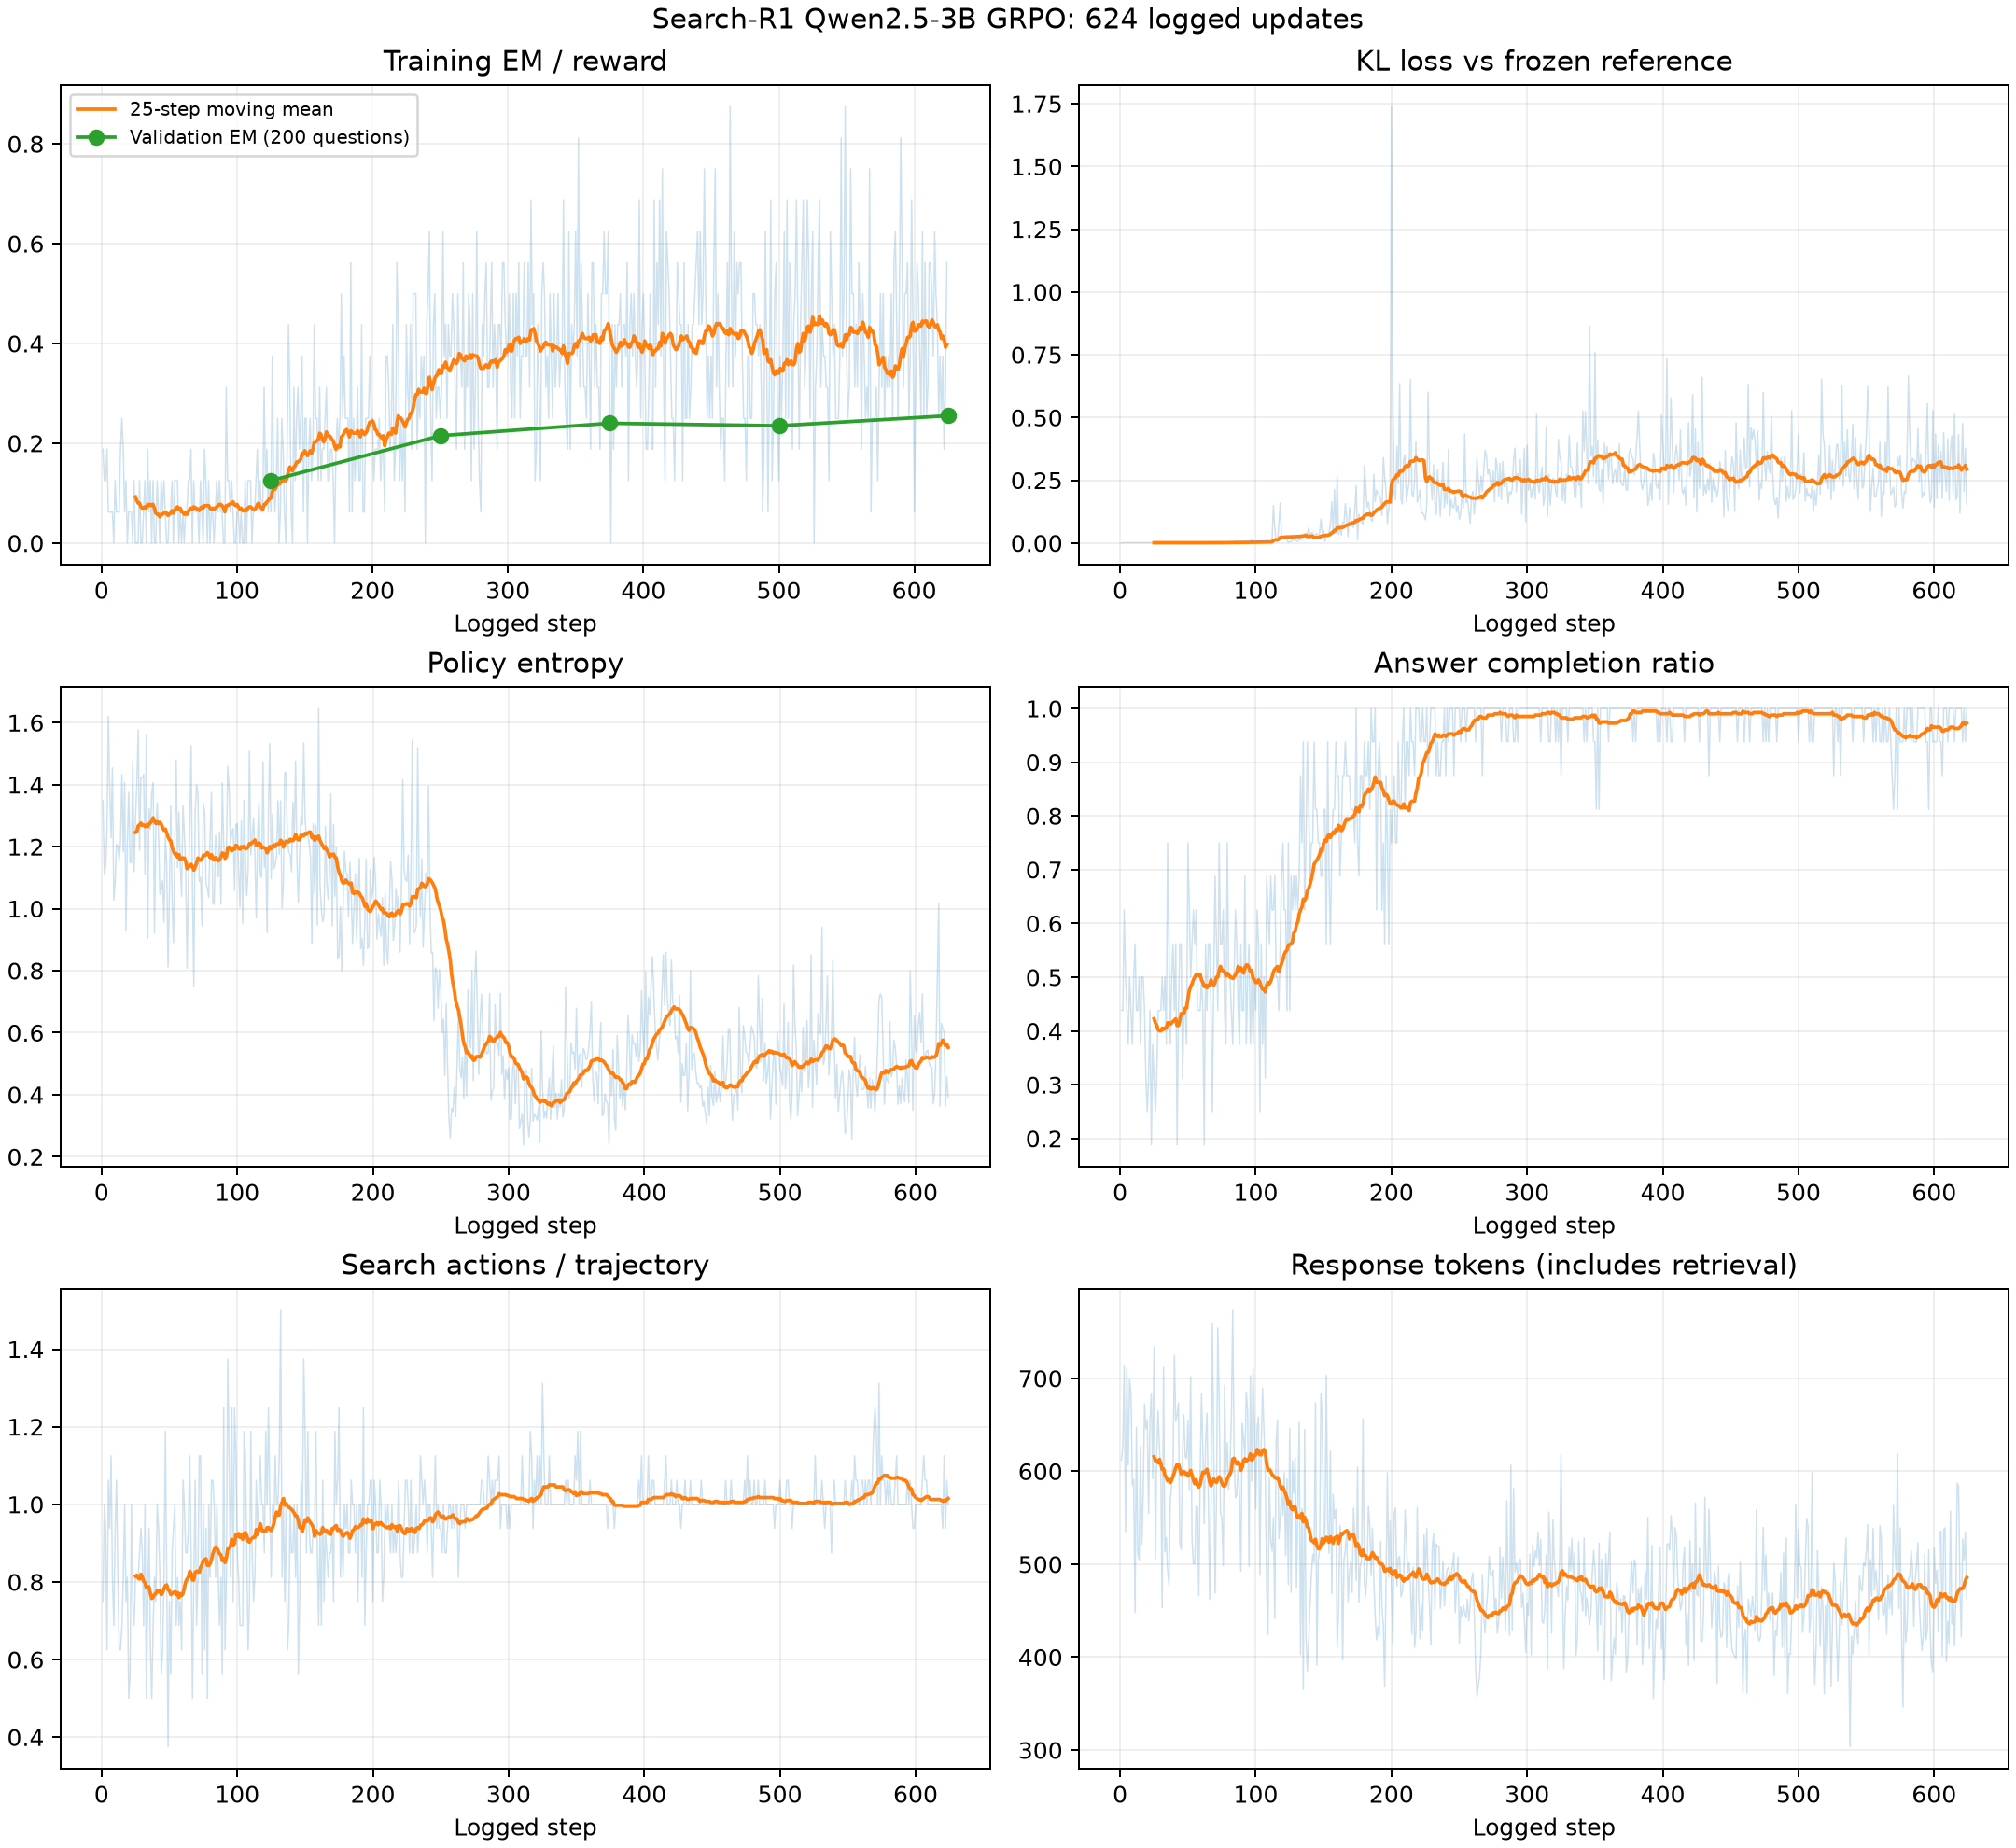 Search-R1 Qwen2.5-3B GRPO: 624 logged updates
Training EM / reward
25-step moving mean
Validation EM (200 questions)
0.8
0.6
0.4
0.2
0.0
0 100 200 300 400 500 600
Logged step
KL loss vs frozen reference
1.75
1.50
1.25
1.00
0.75
0.50
0.25
0.00
0 100 200 300 400 500 600
Logged step
Policy entropy
1.6
1.4
1.2
1.0
0.8
0.6
0.4
0.2
0 100 200 300 400 500 600
Logged step
Answer completion ratio
1.0
0.9
0.8
0.7
0.6
0.5
0.4
0.3
0.2
0 100 200 300 400 500 600
Logged step
Search actions / trajectory
1.4
1.2
1.0
0.8
0.6
0.4
0 100 200 300 400 500 600
Logged step
Response tokens (includes retrieval)
700
600
500
400
300
0 100 200 300 400 500 600
Logged step